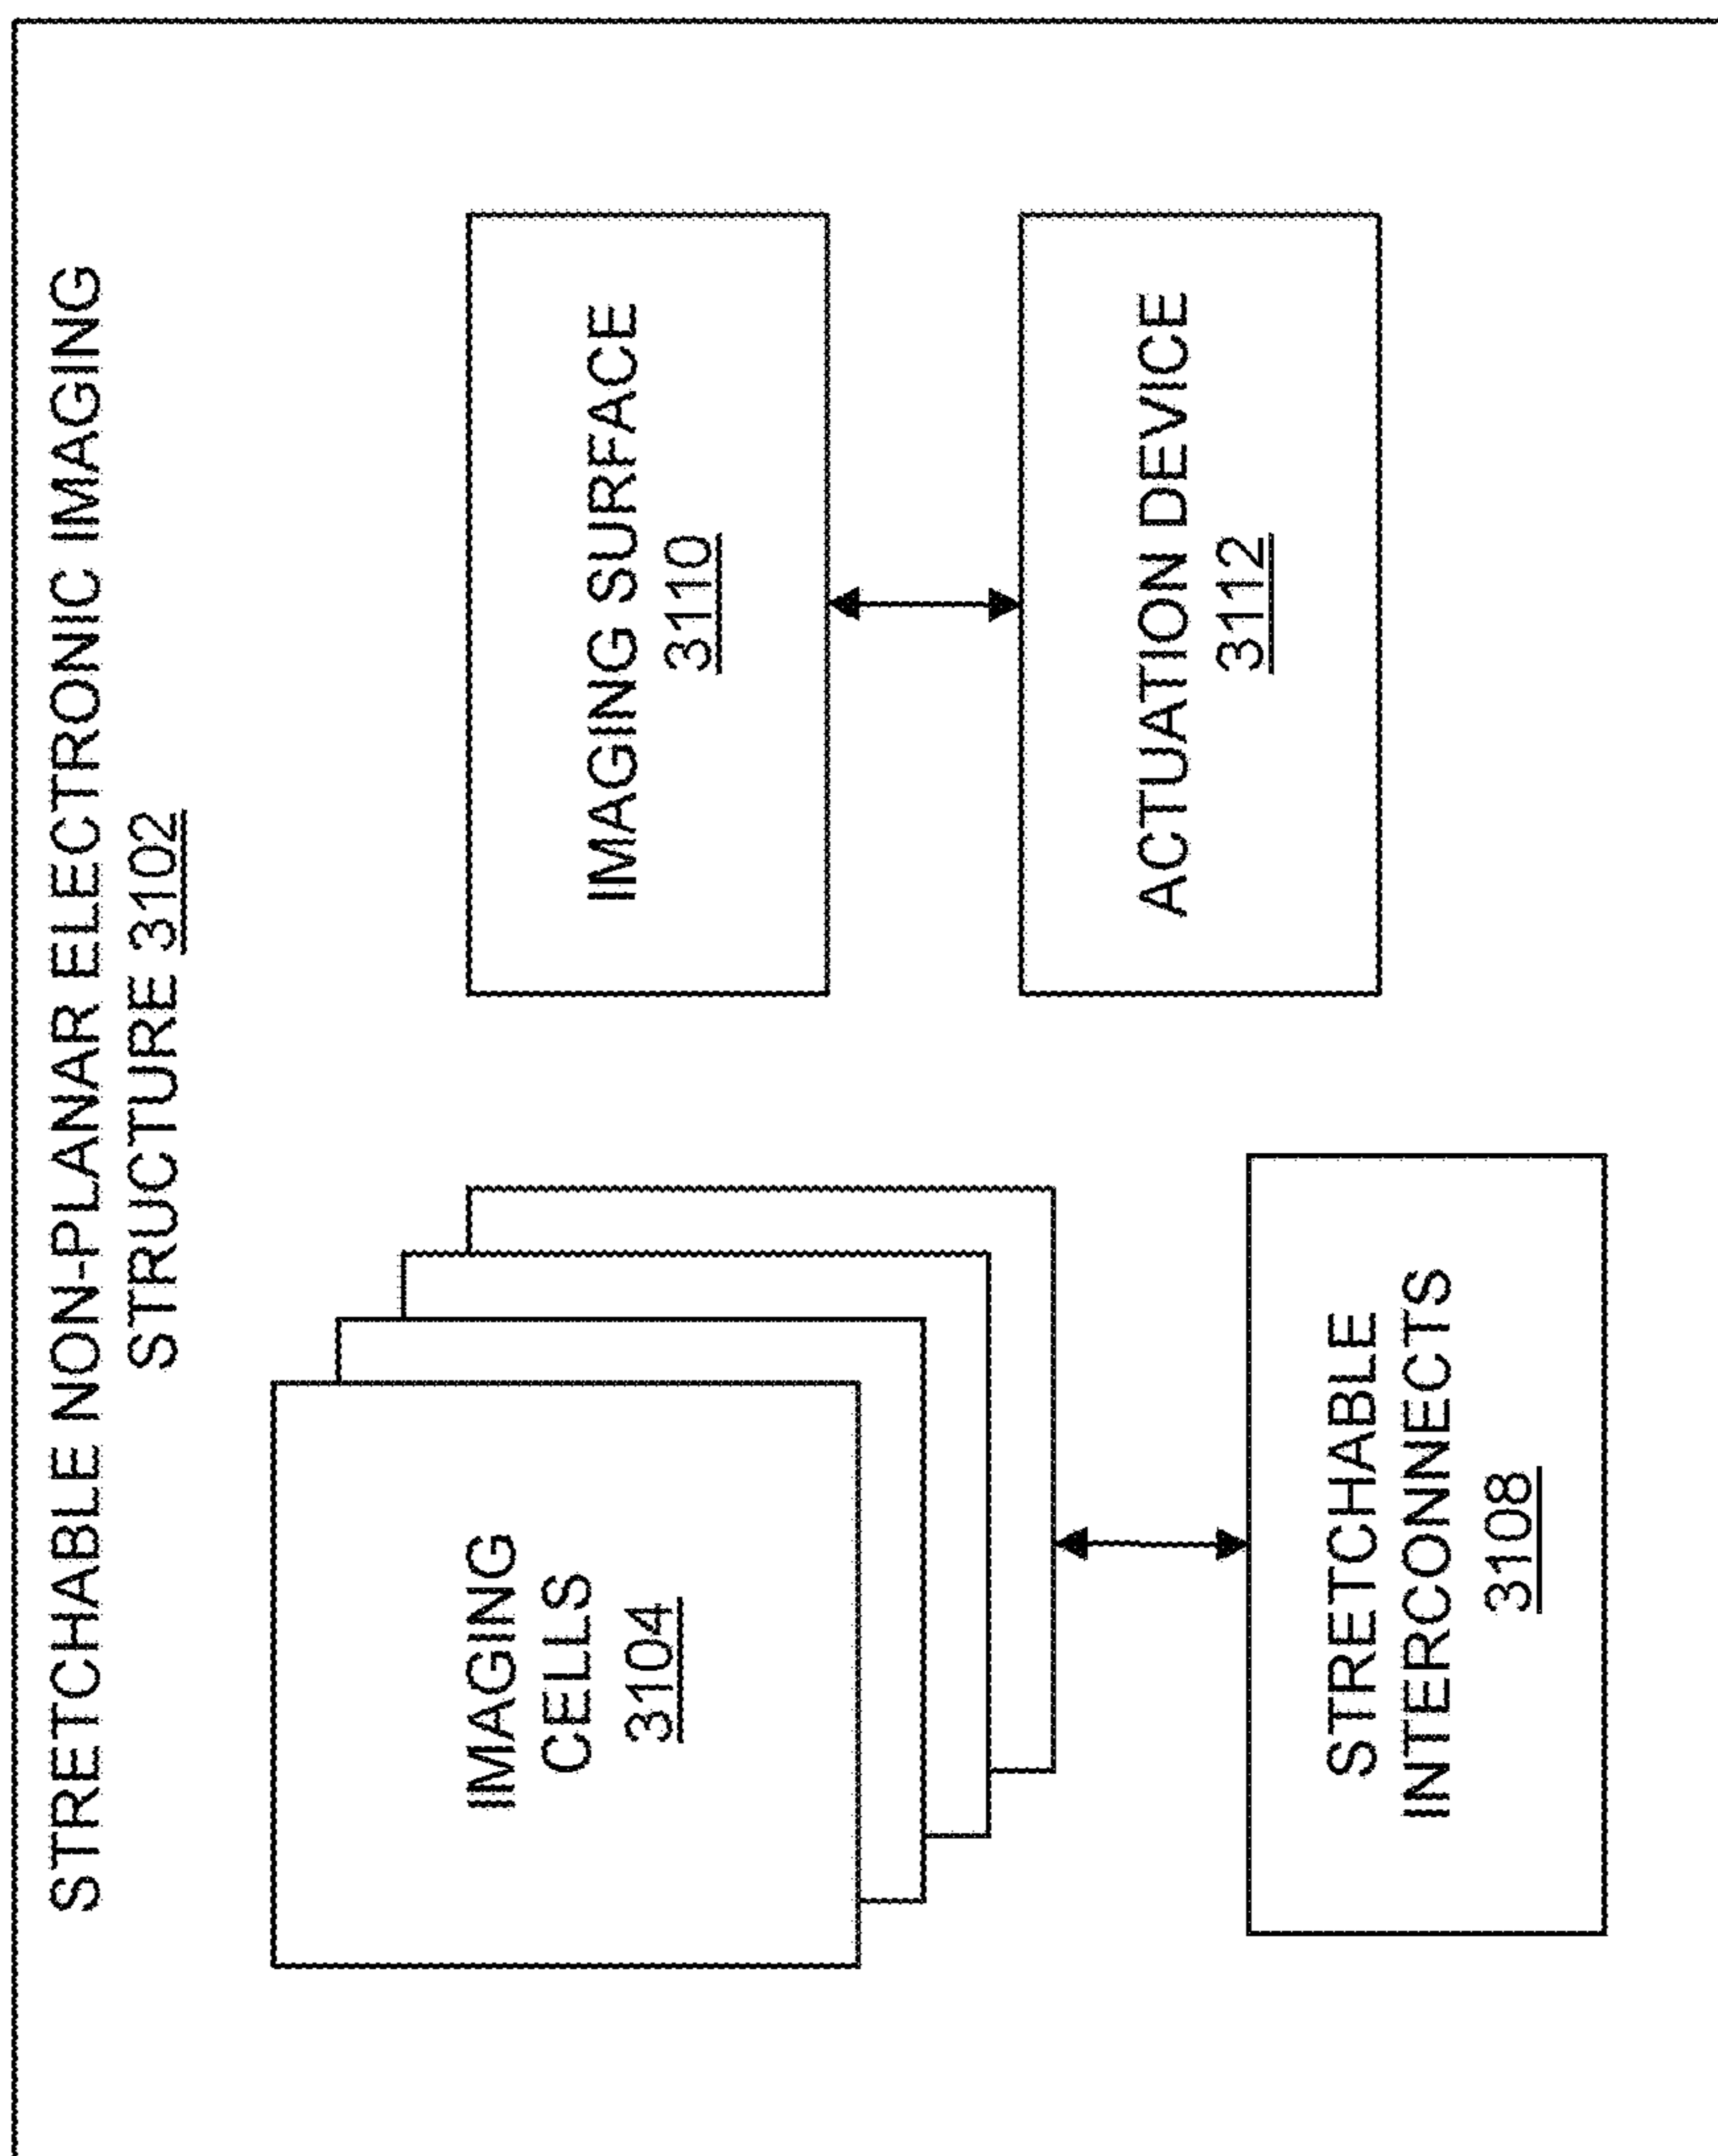 STRETCHABLE NON-PLANAR ELECTRONIC IMAGING
STRUCTURE 3102
IMAGING
CELLS
3104
STRETCHABLE
INTERCONNECTS
3108
IMAGING SURFACE
3110
ACTUATION DEVICE
3112